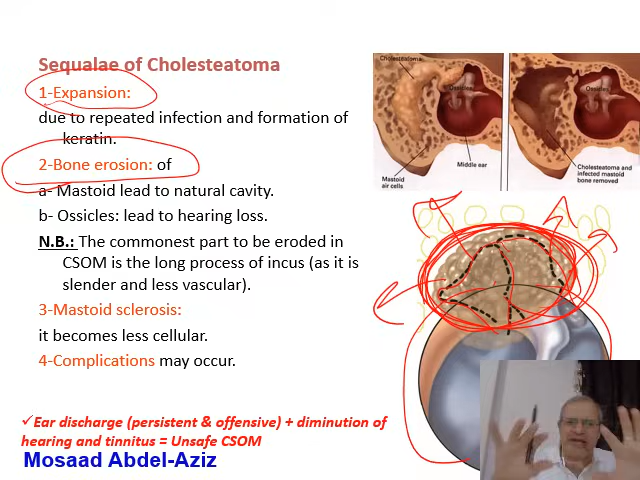 Sequalae of Cholesteatoma
1-Expansion:
due to repeated infection and formation of
keratin.
2-Bone erosion: of
a- Mastoid lead to natural cavity.
b- Ossicles: lead to hearing loss.
N.B.: The commonest part to be eroded in
CSOM is the long process of incus (as it is
slender and less vascular).
3-Mastoid sclerosis:
it becomes less cellular.
4-Complications may occur.
✓Ear discharge (persistent & offensive) + diminution of
hearing and tinnitus = Unsafe CSOM
Mosaad Abdel-Aziz
Cholesteatoma
Ossicles
Middle ear
Mastoid
air cells
Ossicles
Cholesteatoma and
infected mastoid
bone removed